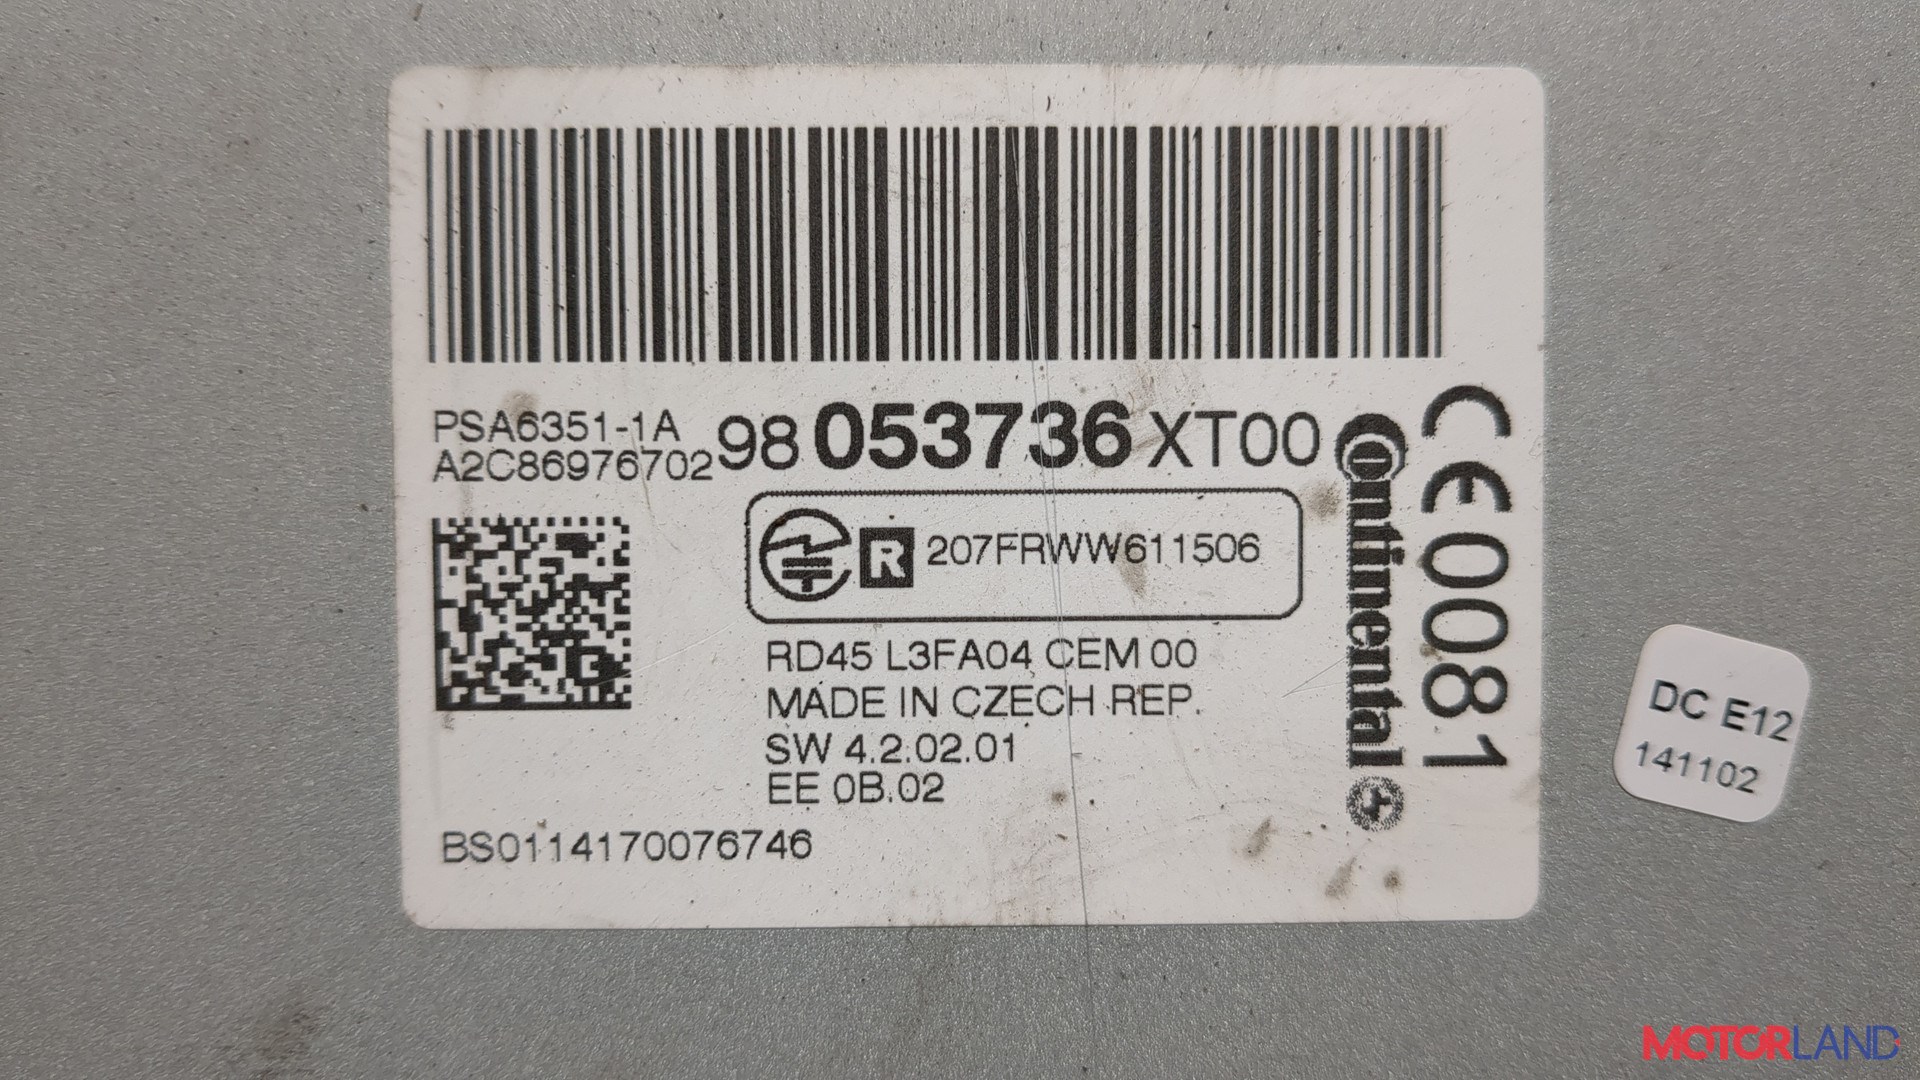 PSA6351-1A
A2C86976702
98 053736 XT00
R 207FRWW611506
RD45 L3FA04 CEM 00
MADE IN CZECH REP.
SW 4.2.02.01
EE 0B.02
BS0114170076746
Continental
CE0081
DC E12
141102
MOTORLAND